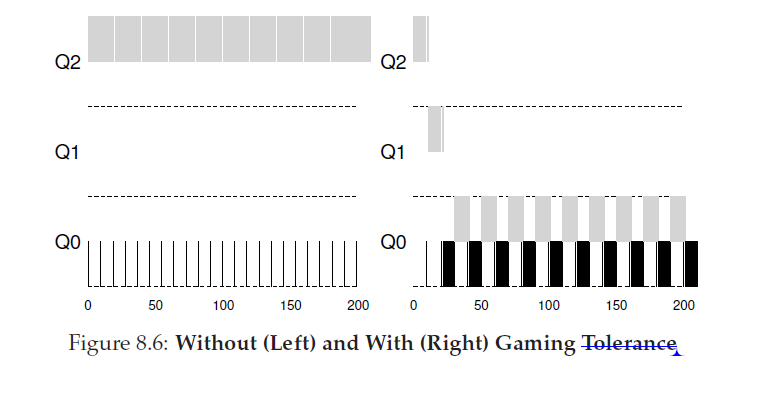 Q2 Q2
Q1 Q1
Q0 Q0
0 50 100 150 200 0 50 100 150 200
Figure 8.6: Without (Left) and With (Right) Gaming Tolerance